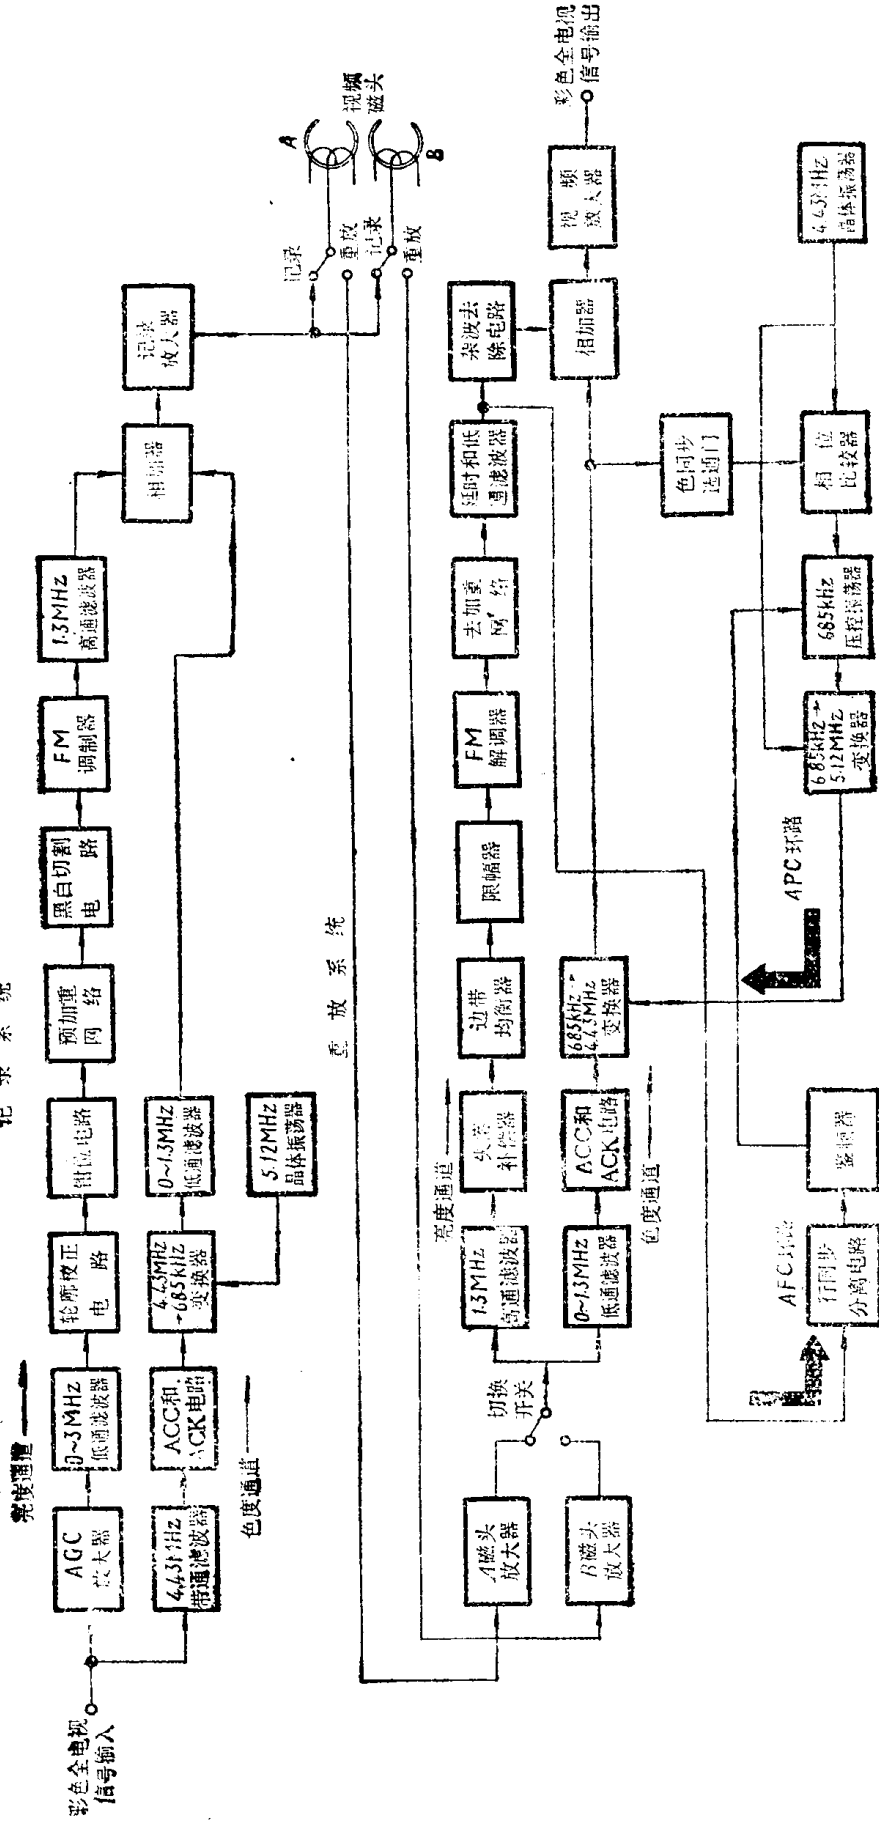 记录系统
亮度通道
彩色全电视
信号输入
AGC
放大器
0~3MHz
低通滤波器
轮廓校正
电路
钳位电路
预加重
网络
黑白切割
电路
FM
调制器
1.3MHz
高通滤波器
相加器
记录
放大器
4.43MHz
带通滤波器
ACC和
ACK电路
4.43MHz
→685kHz
变换器
0~1.3MHz
低通滤波器
色度通道
5.12MHz
晶体振荡器
记录
重放
记录
重放
A
B
视频
磁头
重放系统
A磁头
放大器
B磁头
放大器
切换
开关
亮度通道
1.3MHz
高通滤波器
失落
补偿器
边带
均衡器
限幅器
FM
解调器
去加重
网络
延时和低
通滤波器
杂波去
除电路
0~1.3MHz
低通滤波器
ACC和
ACK电路
685kHz→
4.43MHz
变换器
相加器
视频
放大器
彩色全电视
信号输出
色度通道
色同步
选通门
AFC环路
行同步
分离电路
鉴频器
APC环路
685kHz→
5.12MHz
变换器
685kHz
压控振荡器
相位
比较器
4.43MHz
晶体振荡器